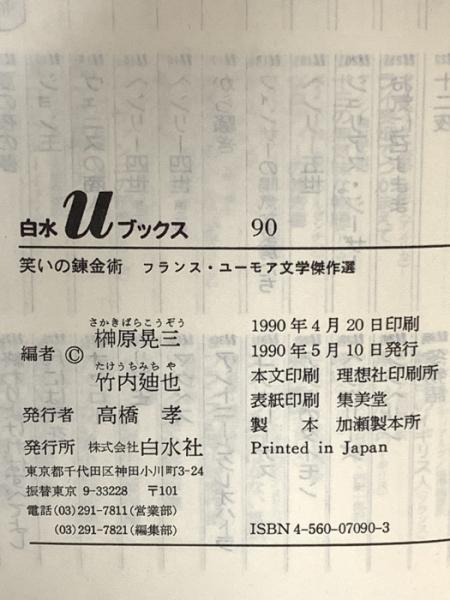 白水uブックス 90
笑いの錬金術 フランス・ユーモア文学傑作選
さかきばらこうぞう
編者 © 榊原晃三
たけうちみちや
竹内廸也
発行者 高橋孝
発行所 株式会社白水社
東京都千代田区神田小川町3-24
振替東京 9-33228 〒101
電話(03)291-7811(営業部)
(03)291-7821(編集部)
1990年4月20日印刷
1990年5月10日発行
本文印刷 理想社印刷所
表紙印刷 集美堂
製本 加瀬製本所
Printed in Japan
ISBN4-560-07090-3